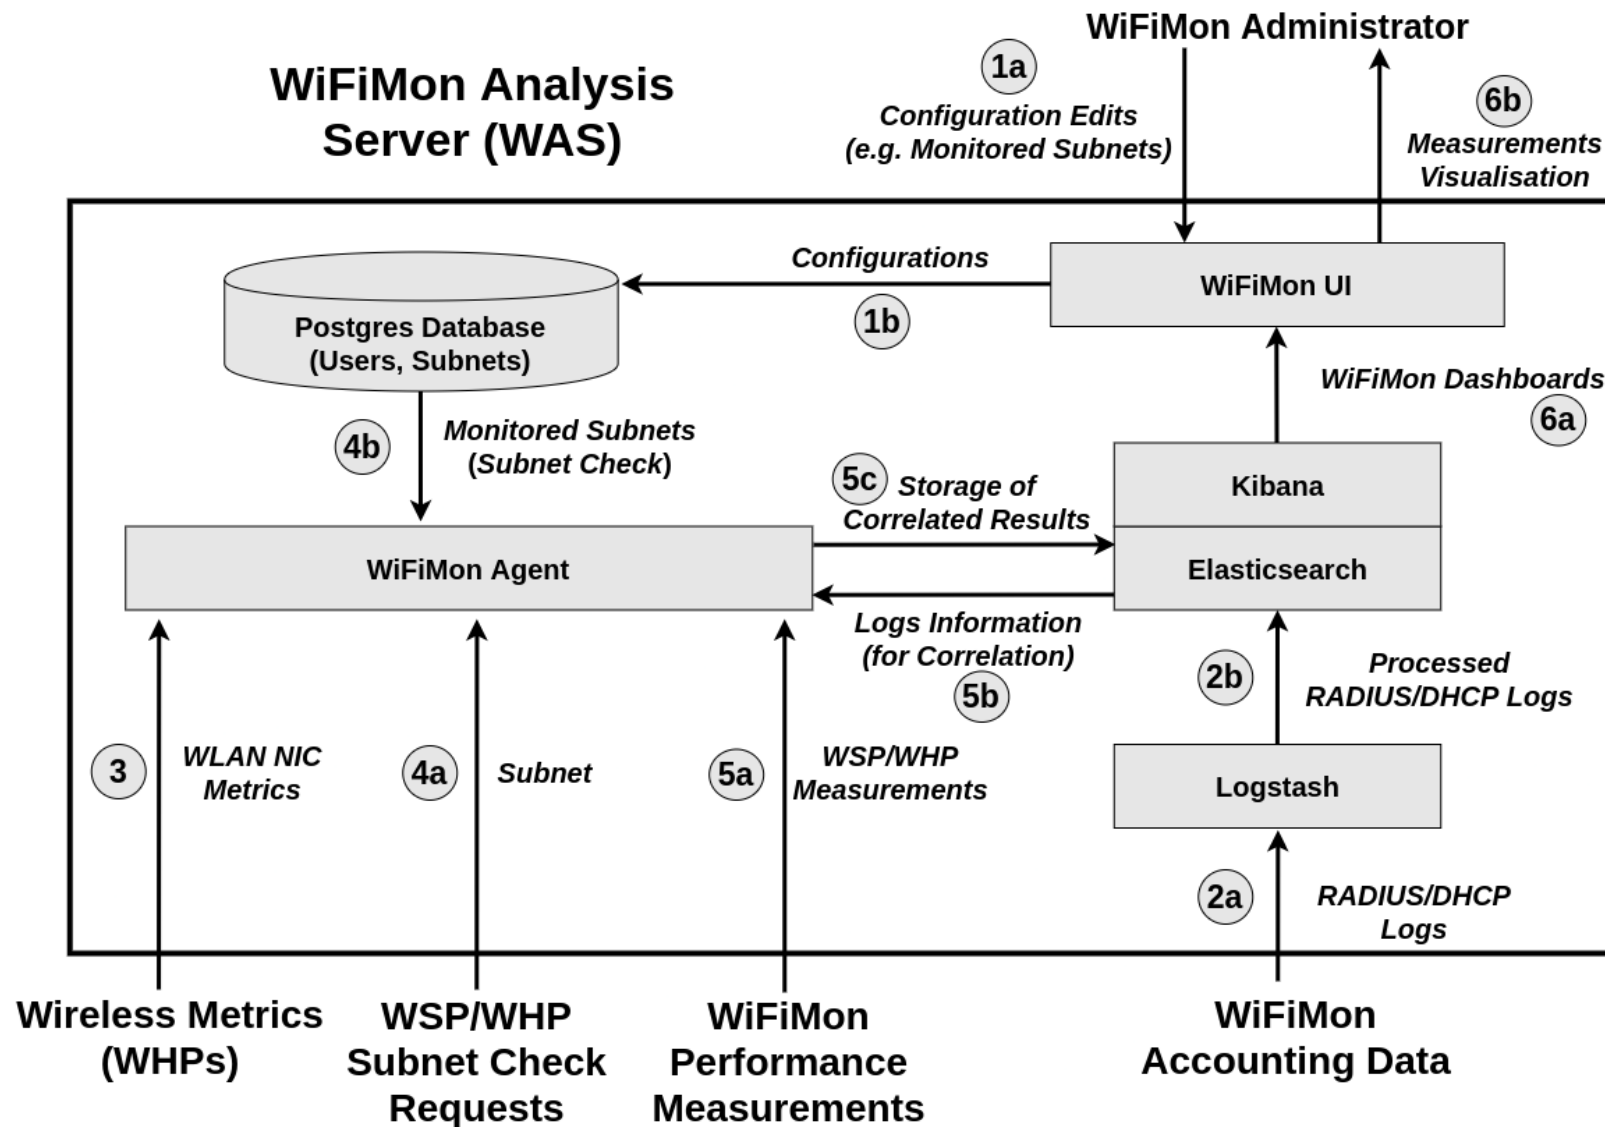 WiFiMon Administrator
1a
Configuration Edits
(e.g. Monitored Subnets)
6b
Measurements
Visualisation
WiFiMon Analysis
Server (WAS)
Configurations
1b
WiFiMon UI
Postgres Database
(Users, Subnets)
WiFiMon Dashboards
6a
4b
Monitored Subnets
(Subnet Check)
5c
Storage of
Correlated Results
Kibana
WiFiMon Agent
Elasticsearch
Logs Information
(for Correlation)
5b
2b
Processed
RADIUS/DHCP Logs
3
WLAN NIC
Metrics
4a
Subnet
5a
WSP/WHP
Measurements
Logstash
2a
RADIUS/DHCP
Logs
Wireless Metrics
(WHPs)
WSP/WHP
Subnet Check
Requests
WiFiMon
Performance
Measurements
WiFiMon
Accounting Data